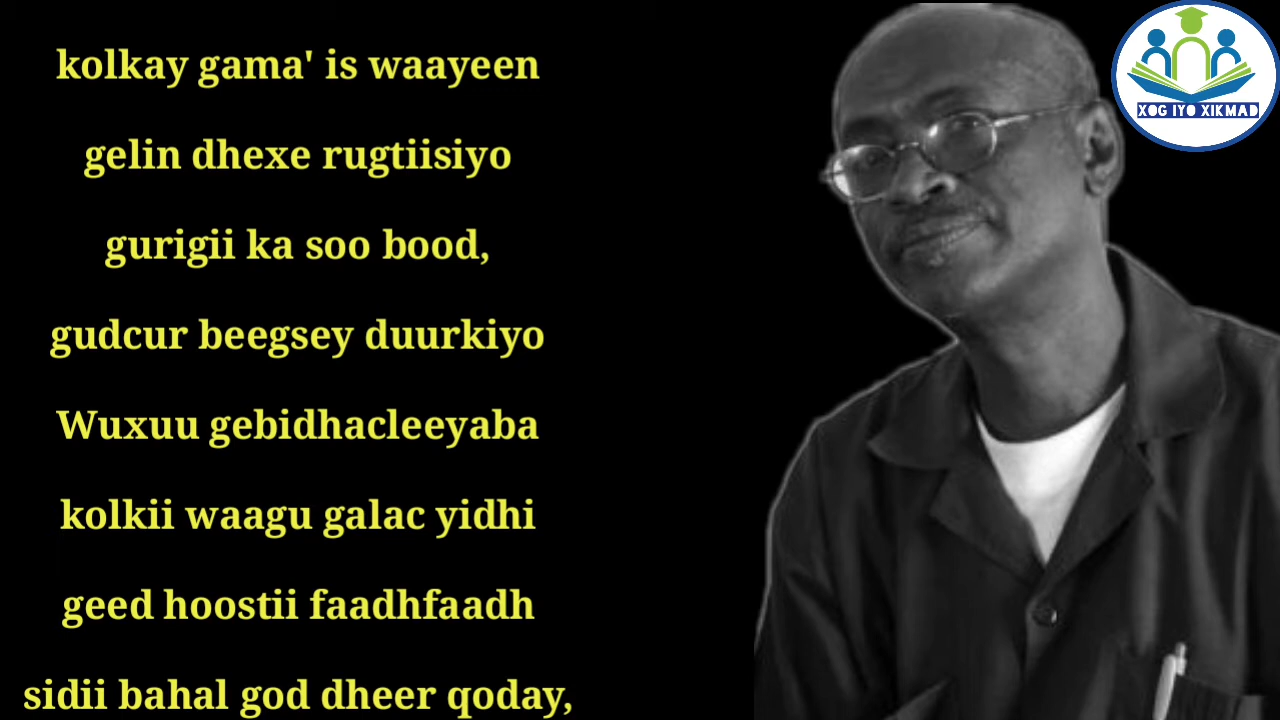 kolkay gama' is waayeen
gelin dhexe rugtiisiyo
gurigii ka soo bood,
gudcur beegsey duurkiyo
Wuxuu gebidhacleeyaba
kolkii waagu galac yidhi
geed hoostii faadhfaadh
sidii bahal god dheer qoday,
XOG IYO XIKMAD